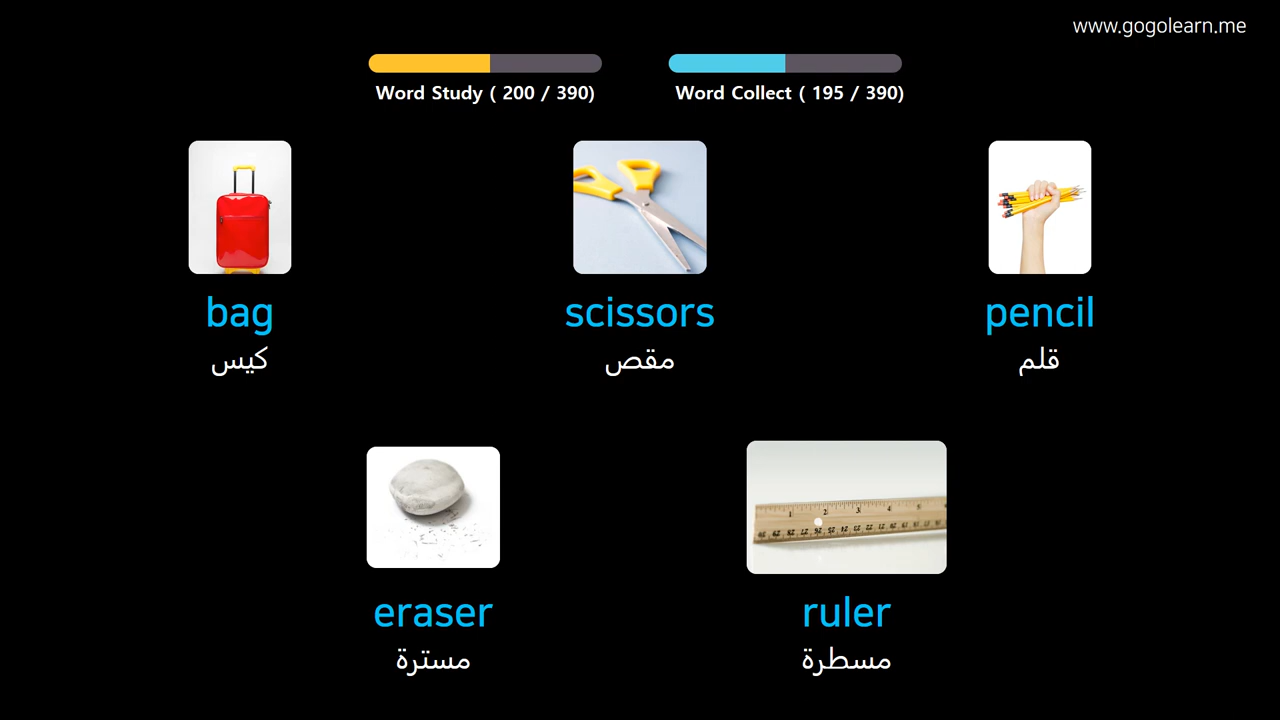 www.gogolearn.me
Word Study ( 200 / 390)
Word Collect ( 195 / 390)
bag
كيس
scissors
مقص
pencil
قلم
eraser
مسترة
ruler
مسطرة